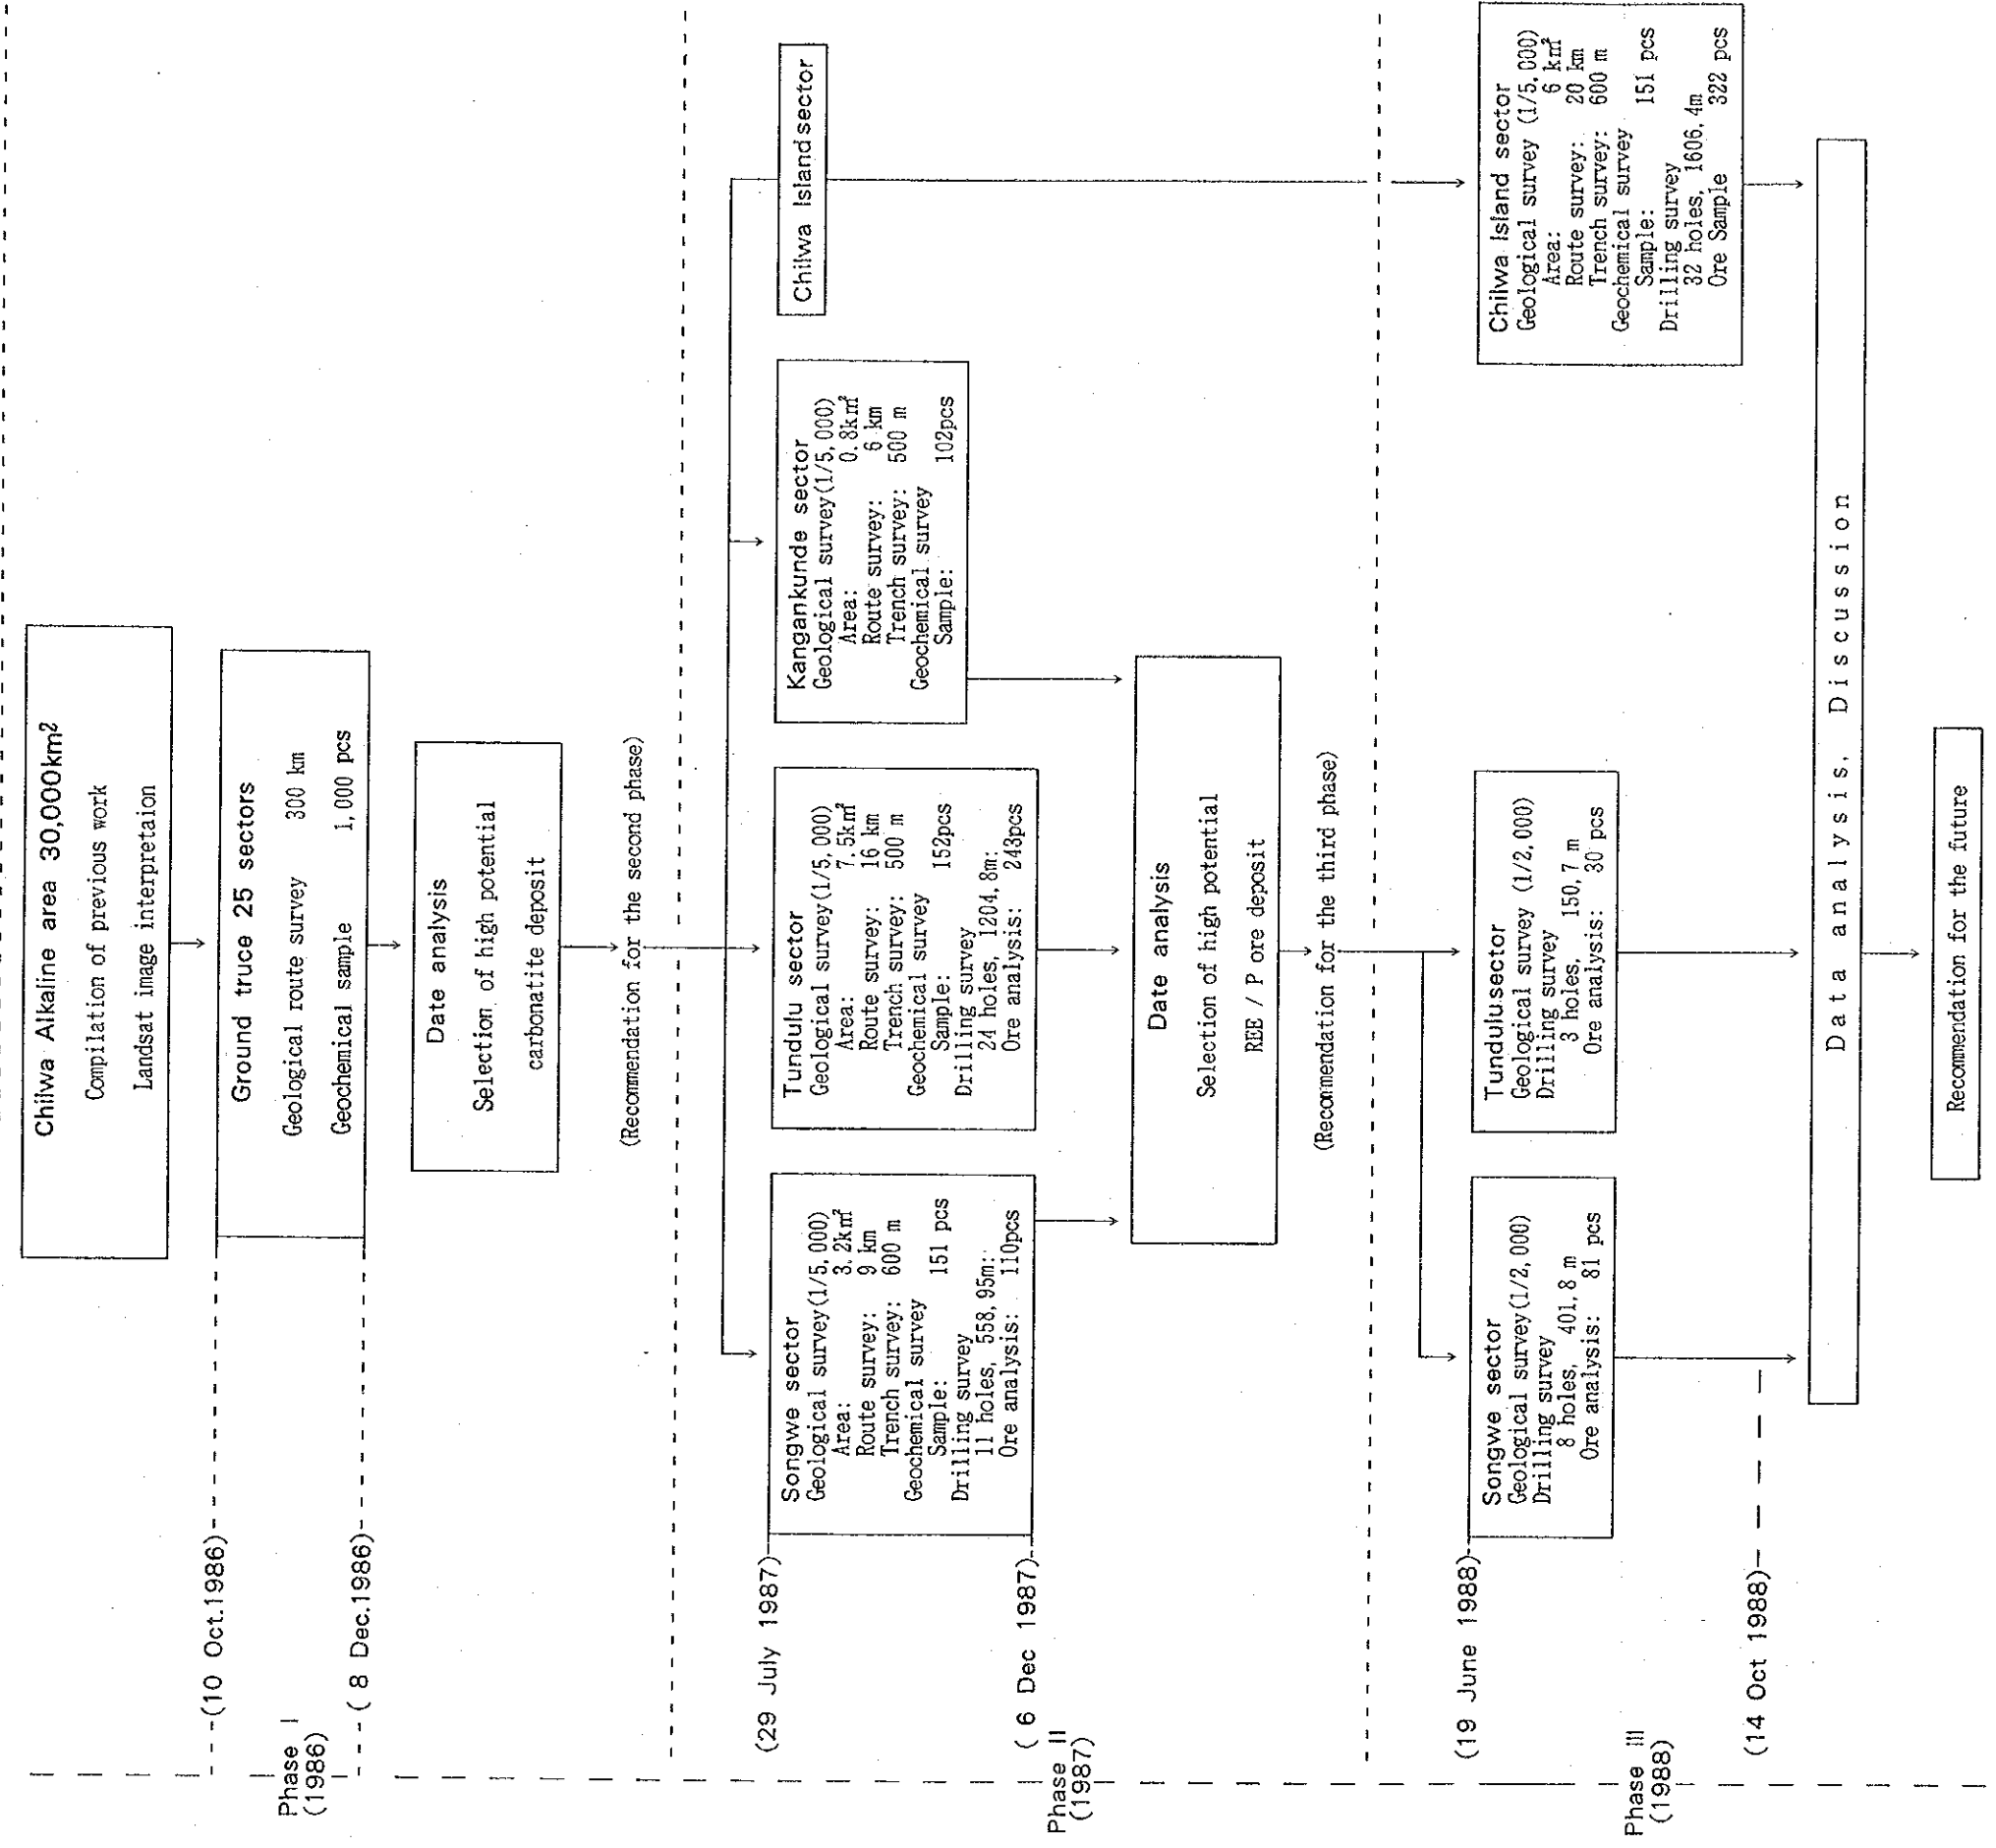 Phase I
(1986)
Chilwa Alkaline area 30,000km²
Compilation of previous work
Landsat image interpretain
(10 Oct.1986)
Ground truce 25 sectors
Geological route survey 300 km
Geochemical sample 1,000 pcs
( 8 Dec.1986)
Date analysis
Selection of high potential
carbonatite deposit
(Recommendation for the second phase)
Phase II
(1987)
(29 July 1987)
Songwe sector
Geological survey(1/5,000)
Area: 3.2km²
Route survey: 9 km
Trench survey: 600 m
Geochemical survey
Sample: 151 pcs
Drilling survey
11 holes, 558,95m:
Ore analysis: 110pcs
( 6 Dec 1987)
Tundulu sector
Geological survey(1/5,000)
Area: 7.5km²
Route survey: 16 km
Trench survey: 500 m
Geochemical survey
Sample: 152pcs
Drilling survey
24 holes, 1204,8m:
Ore analysis: 243pcs
Kangankunde sector
Geological survey(1/5,000)
Area: 0.8km²
Route survey: 6 km
Trench survey: 500 m
Geochemical survey
Sample: 102pcs
Chilwa Island sector
Date analysis
Selection of high potential
REE / P ore deposit
(Recommendation for the third phase)
Phase III
(1988)
(19 June 1988)
Songwe sector
Geological survey(1/2,000)
Drilling survey
8 holes, 401,8 m
Ore analysis: 81 pcs
(14 Oct 1988)
Tundulusector
Geological survey (1/2,000)
Drilling survey
3 holes, 150,7 m
Ore analysis: 30 pcs
Chilwa Island sector
Geological survey (1/5,000)
Area: 6 km²
Route survey: 20 km
Trench survey: 600 m
Geochemical survey
Sample: 151 pcs
Drilling survey
32 holes, 1606,4m
Ore Sample 322 pcs
Data analysis, Discussion
Recommendation for the future